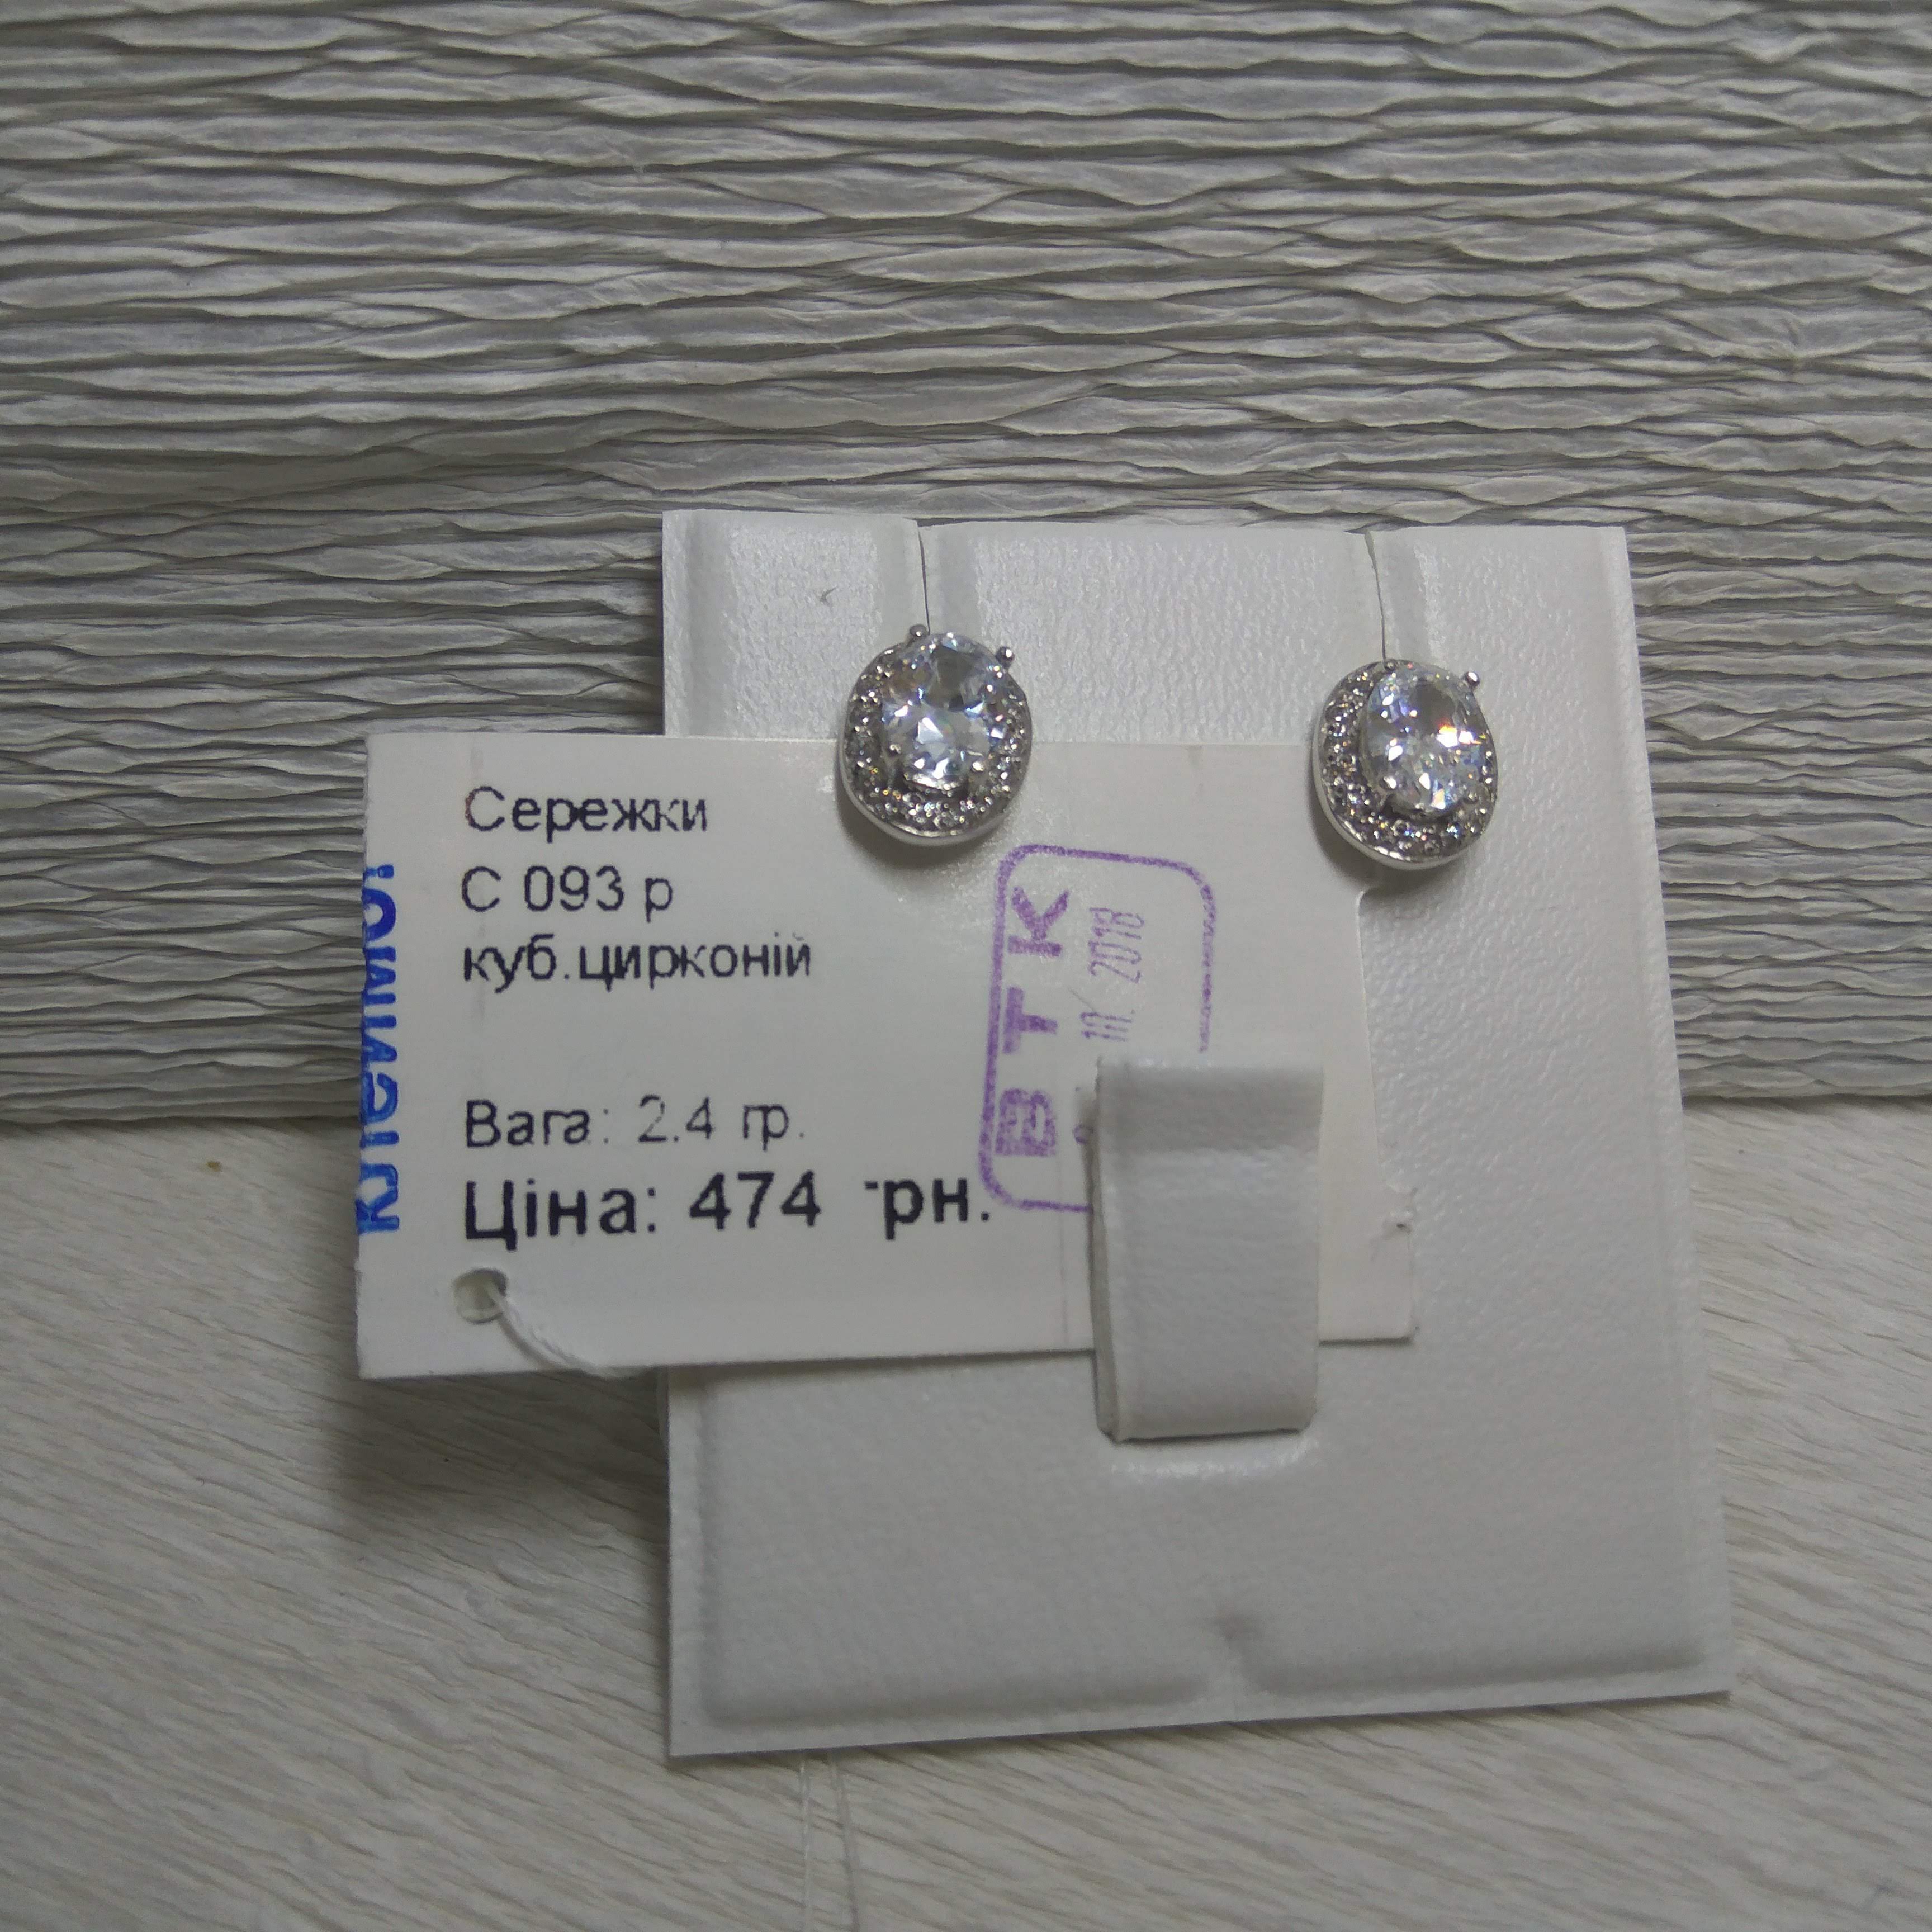 Сережки
С 093 р
куб.цирконій
Вага: 2.4 гр.
Ціна: 474 грн.
ВТК
2018